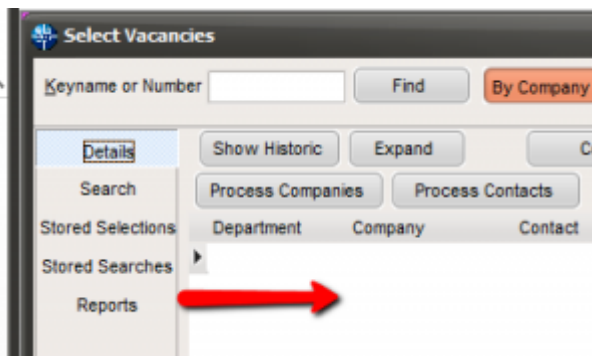 Select Vacancies
Keyname or Number Find By Company
Details Show Historic Expand
Search Process Companies Process Contacts
Stored Selections Department Company Contact
Stored Searches
Reports